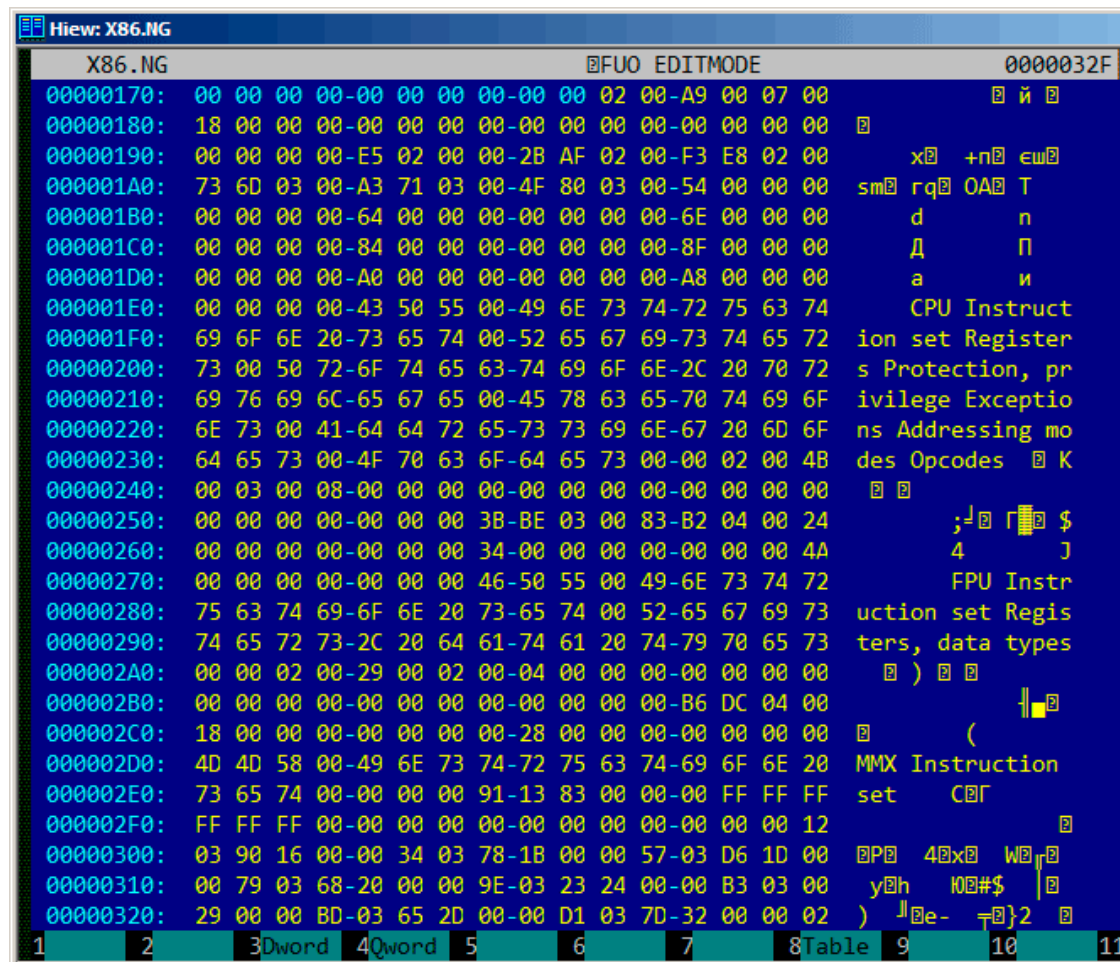 Hiew: X86.NG
X86.NG FUO EDITMODE 0000032F
00000170: 00 00 00 00-00 00 00 00-00 00 02 00-A9 00 07 00 й
00000180: 18 00 00 00-00 00 00 00-00 00 00 00-00 00 00 00
00000190: 00 00 00 00-E5 02 00 00-2B AF 02 00-F3 E8 02 00 х +п єш
000001A0: 73 6D 03 00-A3 71 03 00-4F 80 03 00-54 00 00 00 sm гq OА T
000001B0: 00 00 00 00-64 00 00 00-00 00 00 00-6E 00 00 00 d n
000001C0: 00 00 00 00-84 00 00 00-00 00 00 00-8F 00 00 00 Д П
000001D0: 00 00 00 00-A0 00 00 00-00 00 00 00-A8 00 00 00 а и
000001E0: 00 00 00 00-43 50 55 00-49 6E 73 74-72 75 63 74 CPU Instruct
000001F0: 69 6F 6E 20-73 65 74 00-52 65 67 69-73 74 65 72 ion set Register
00000200: 73 00 50 72-6F 74 65 63-74 69 6F 6E-2C 20 70 72 s Protection, pr
00000210: 69 76 69 6C-65 67 65 00-45 78 63 65-70 74 69 6F ivilege Exceptio
00000220: 6E 73 00 41-64 64 72 65-73 73 69 6E-67 20 6D 6F ns Addressing mo
00000230: 64 65 73 00-4F 70 63 6F-64 65 73 00-00 02 00 4B des Opcodes K
00000240: 00 03 00 08-00 00 00 00-00 00 00 00-00 00 00 00
00000250: 00 00 00 00-00 00 00 3B-BE 03 00 83-B2 04 00 24 ;╛ Г▓ $
00000260: 00 00 00 00-00 00 00 34-00 00 00 00-00 00 00 4A 4 J
00000270: 00 00 00 00-00 00 00 46-50 55 00 49-6E 73 74 72 FPU Instr
00000280: 75 63 74 69-6F 6E 20 73-65 74 00 52-65 67 69 73 uction set Regis
00000290: 74 65 72 73-2C 20 64 61-74 61 20 74-79 70 65 73 ters, data types
000002A0: 00 00 02 00-29 00 02 00-04 00 00 00-00 00 00 00 )
000002B0: 00 00 00 00-00 00 00 00-00 00 00 00-B6 DC 04 00 ╢▄
000002C0: 18 00 00 00-00 00 00 00-28 00 00 00-00 00 00 00 (
000002D0: 4D 4D 58 00-49 6E 73 74-72 75 63 74-69 6F 6E 20 MMX Instruction
000002E0: 73 65 74 00-00 00 00 91-13 83 00 00-00 FF FF FF set СГ
000002F0: FF FF FF 00-00 00 00 00-00 00 00 00-00 00 00 12
00000300: 03 90 16 00-00 34 03 78-1B 00 00 57-03 D6 1D 00 Р 4x W╓
00000310: 00 79 03 68-20 00 00 9E-03 23 24 00-00 B3 03 00 yh Ю#$ │
00000320: 29 00 00 BD-03 65 2D 00-00 D1 03 7D-32 00 00 02 ) ╜e- ╤}2
1 2 3Dword 4Qword 5 6 7 8Table 9 10 11